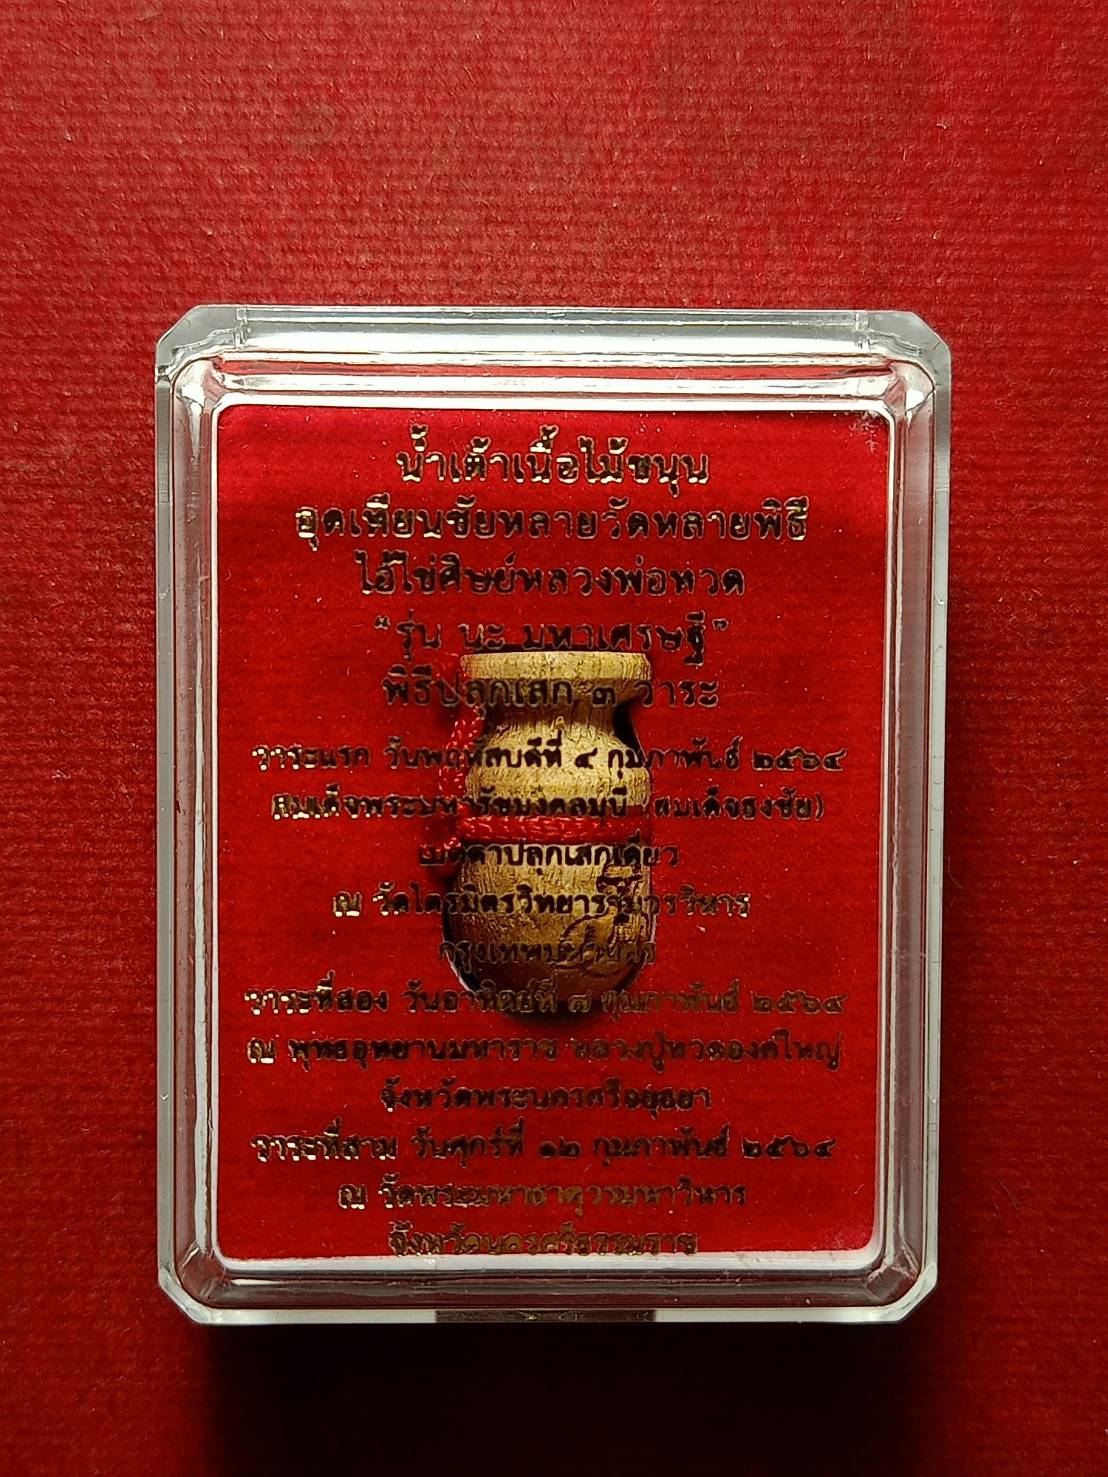 น้ำเต้าเนื้อไม้ขนุน
อุดเทียนชัยหลายวัดหลายพิธี
ไอ้ไข่ศิษย์หลวงพ่อทวด
"รุ่น นะ มหาเศรษฐี"
พิธีปลุกเสก ๓ วาระ
วาระแรก วันพฤหัสบดีที่ ๔ กุมภาพันธ์ ๒๕๖๔
สมเด็จพระมหารัชมงคลมุนี (สมเด็จธงชัย)
เมตตาปลุกเสกเดี่ยว
ณ วัดไตรมิตรวิทยารามวรวิหาร
กรุงเทพมหานคร
วาระที่สอง วันอาทิตย์ที่ ๗ กุมภาพันธ์ ๒๕๖๔
ณ พุทธอุทยานมหาราช หลวงปู่ทวดองค์ใหญ่
จังหวัดพระนครศรีอยุธยา
วาระที่สาม วันศุกร์ที่ ๑๒ กุมภาพันธ์ ๒๕๖๔
ณ วัดพระมหาธาตุวรมหาวิหาร
จังหวัดนครศรีธรรมราช